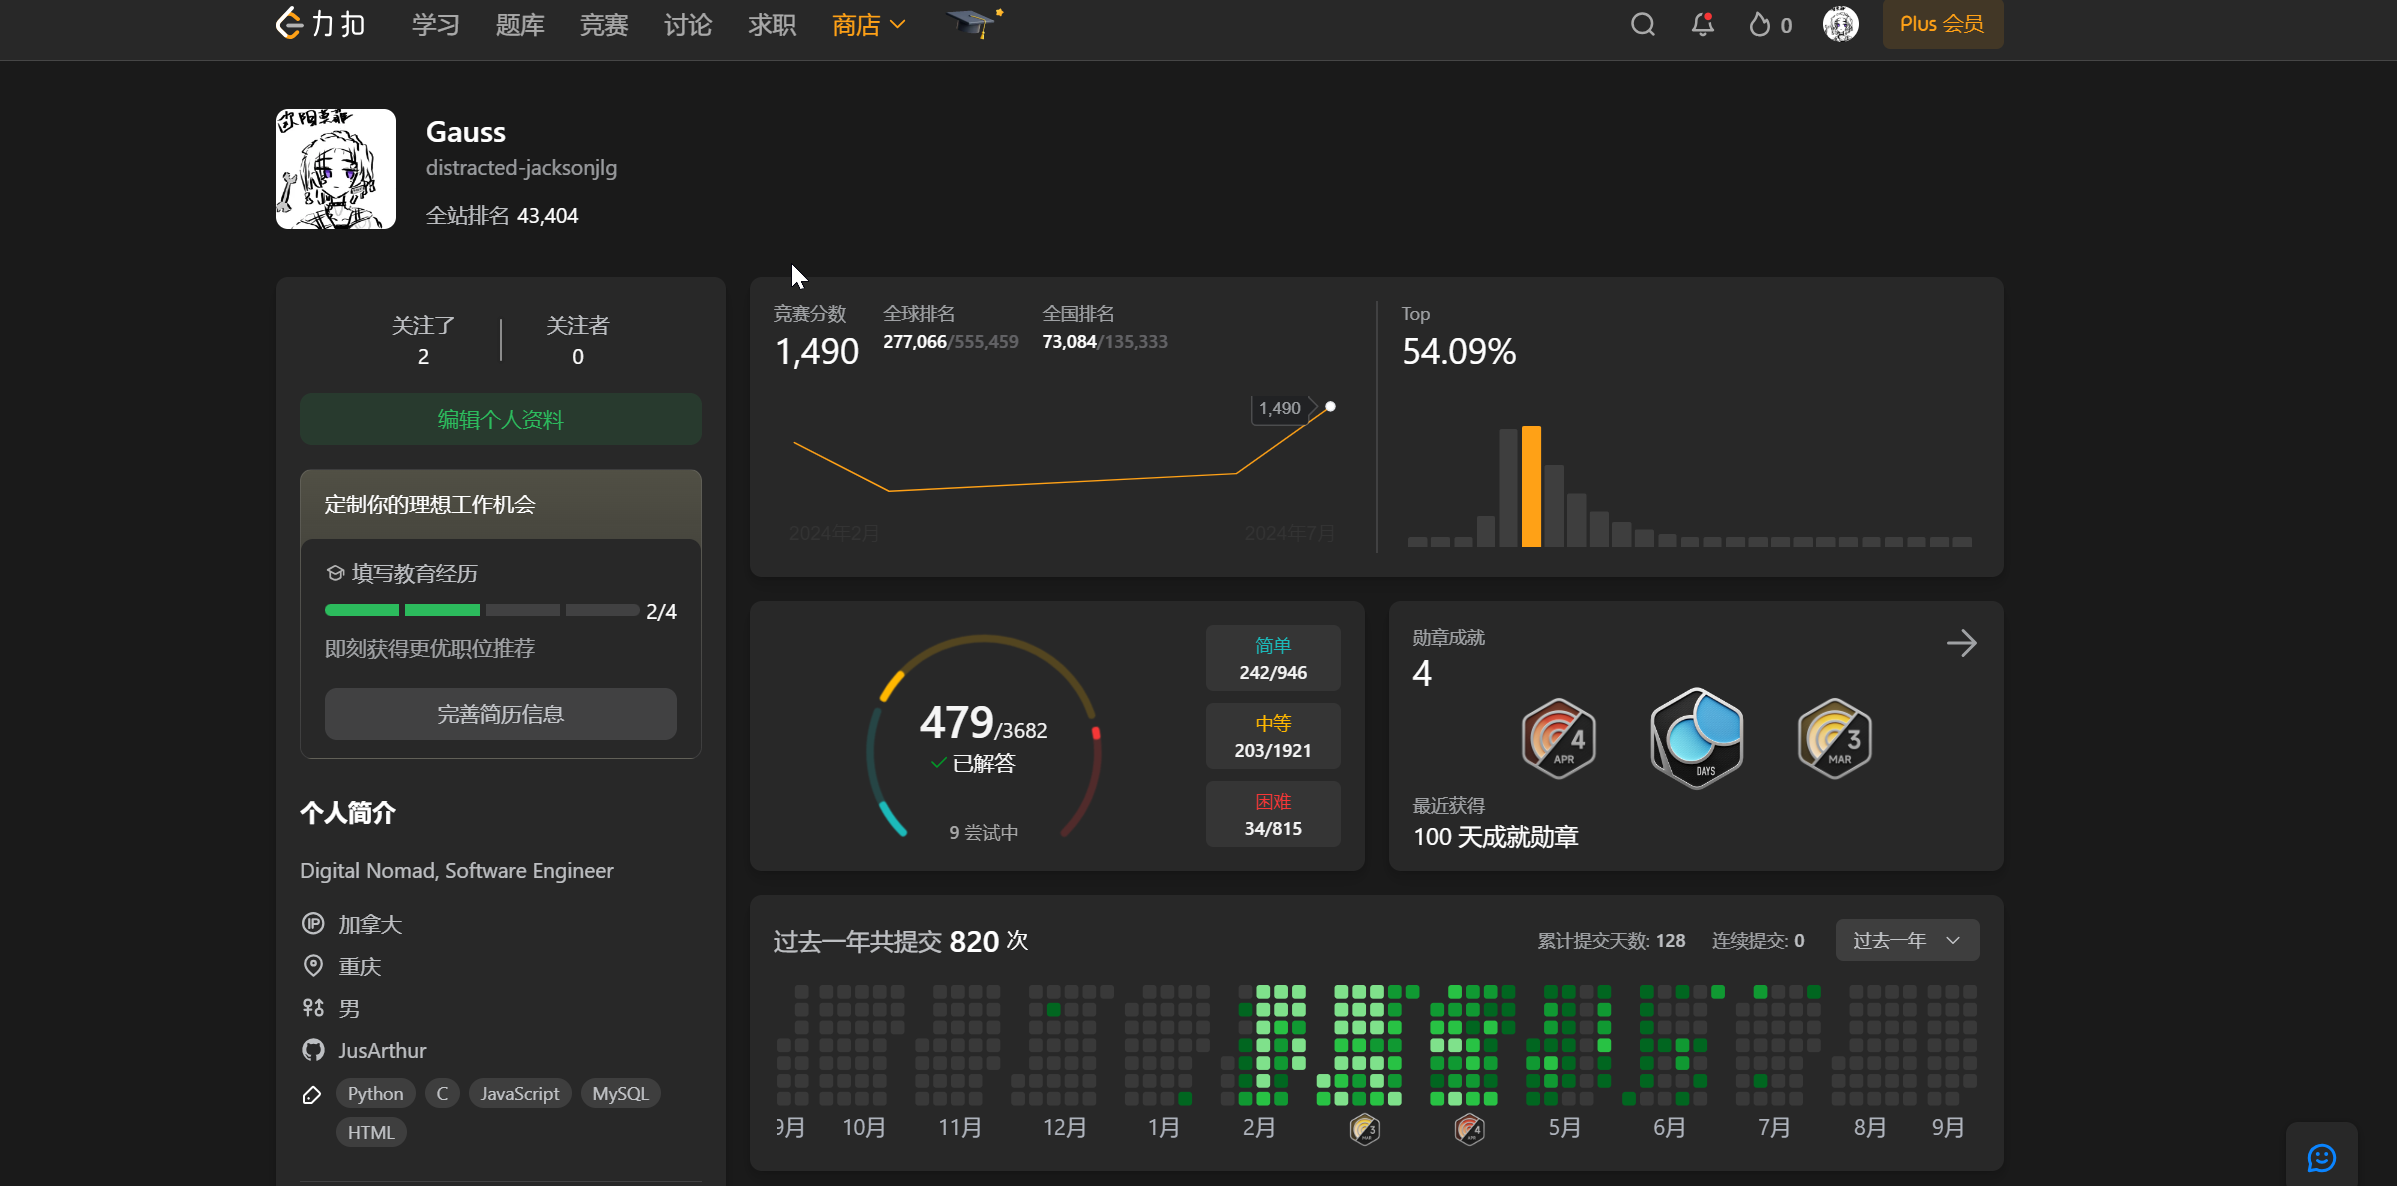 力扣 学习 题库 竞赛 讨论 求职 商店 0 Plus 会员
Gauss
distracted-jacksonjlg
全站排名 43,404
关注了
2
关注者
0
编辑个人资料
定制你的理想工作机会
填写教育经历
2/4
即刻获得更优职位推荐
完善简历信息
个人简介
Digital Nomad, Software Engineer
IP 加拿大
重庆
男
JusArthur
Python C JavaScript MySQL
HTML
竞赛分数
1,490
全球排名
277,066/555,459
全国排名
73,084/135,333
1,490
2024年2月 2024年7月
Top
54.09%
479/3682
已解答
9 尝试中
简单
242/946
中等
203/1921
困难
34/815
勋章成就
4
4
APR
DAYS
3
MAR
最近获得
100 天成就勋章
过去一年共提交 820 次
累计提交天数: 128 连续提交: 0 过去一年
9月 10月 11月 12月 1月 2月 3 4 5月 6月 7月 8月 9月